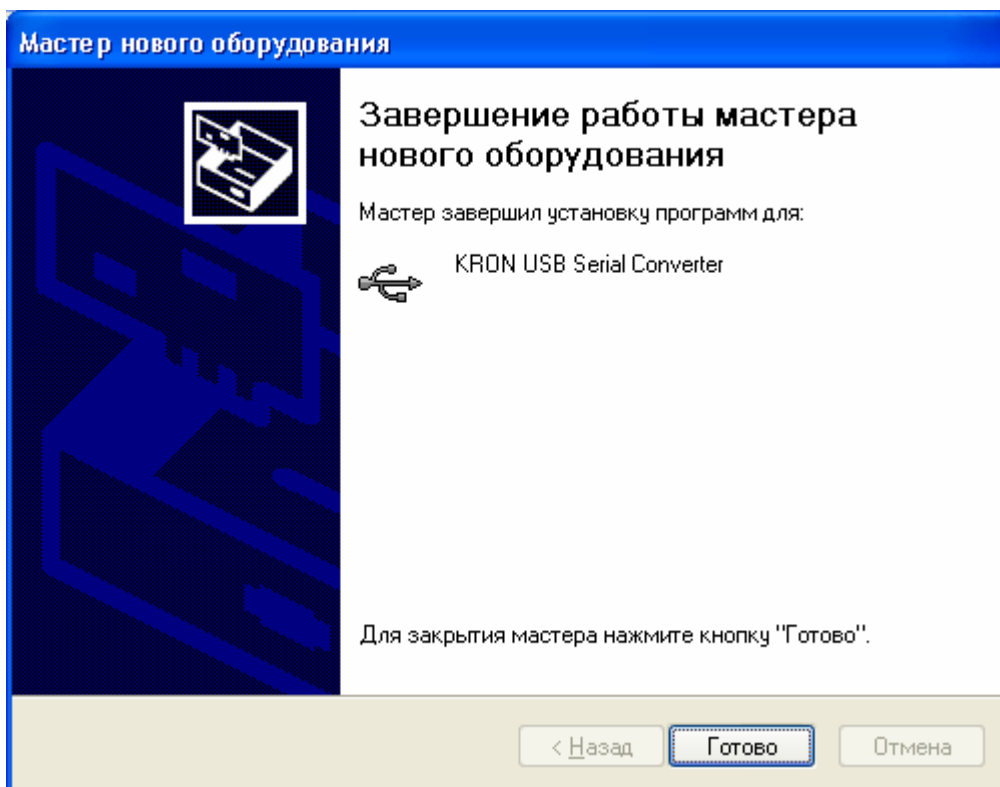 Мастер нового оборудования
Завершение работы мастера
нового оборудования
Мастер завершил установку программ для:
KRON USB Serial Converter
Для закрытия мастера нажмите кнопку "Готово".
< Назад
Готово
Отмена